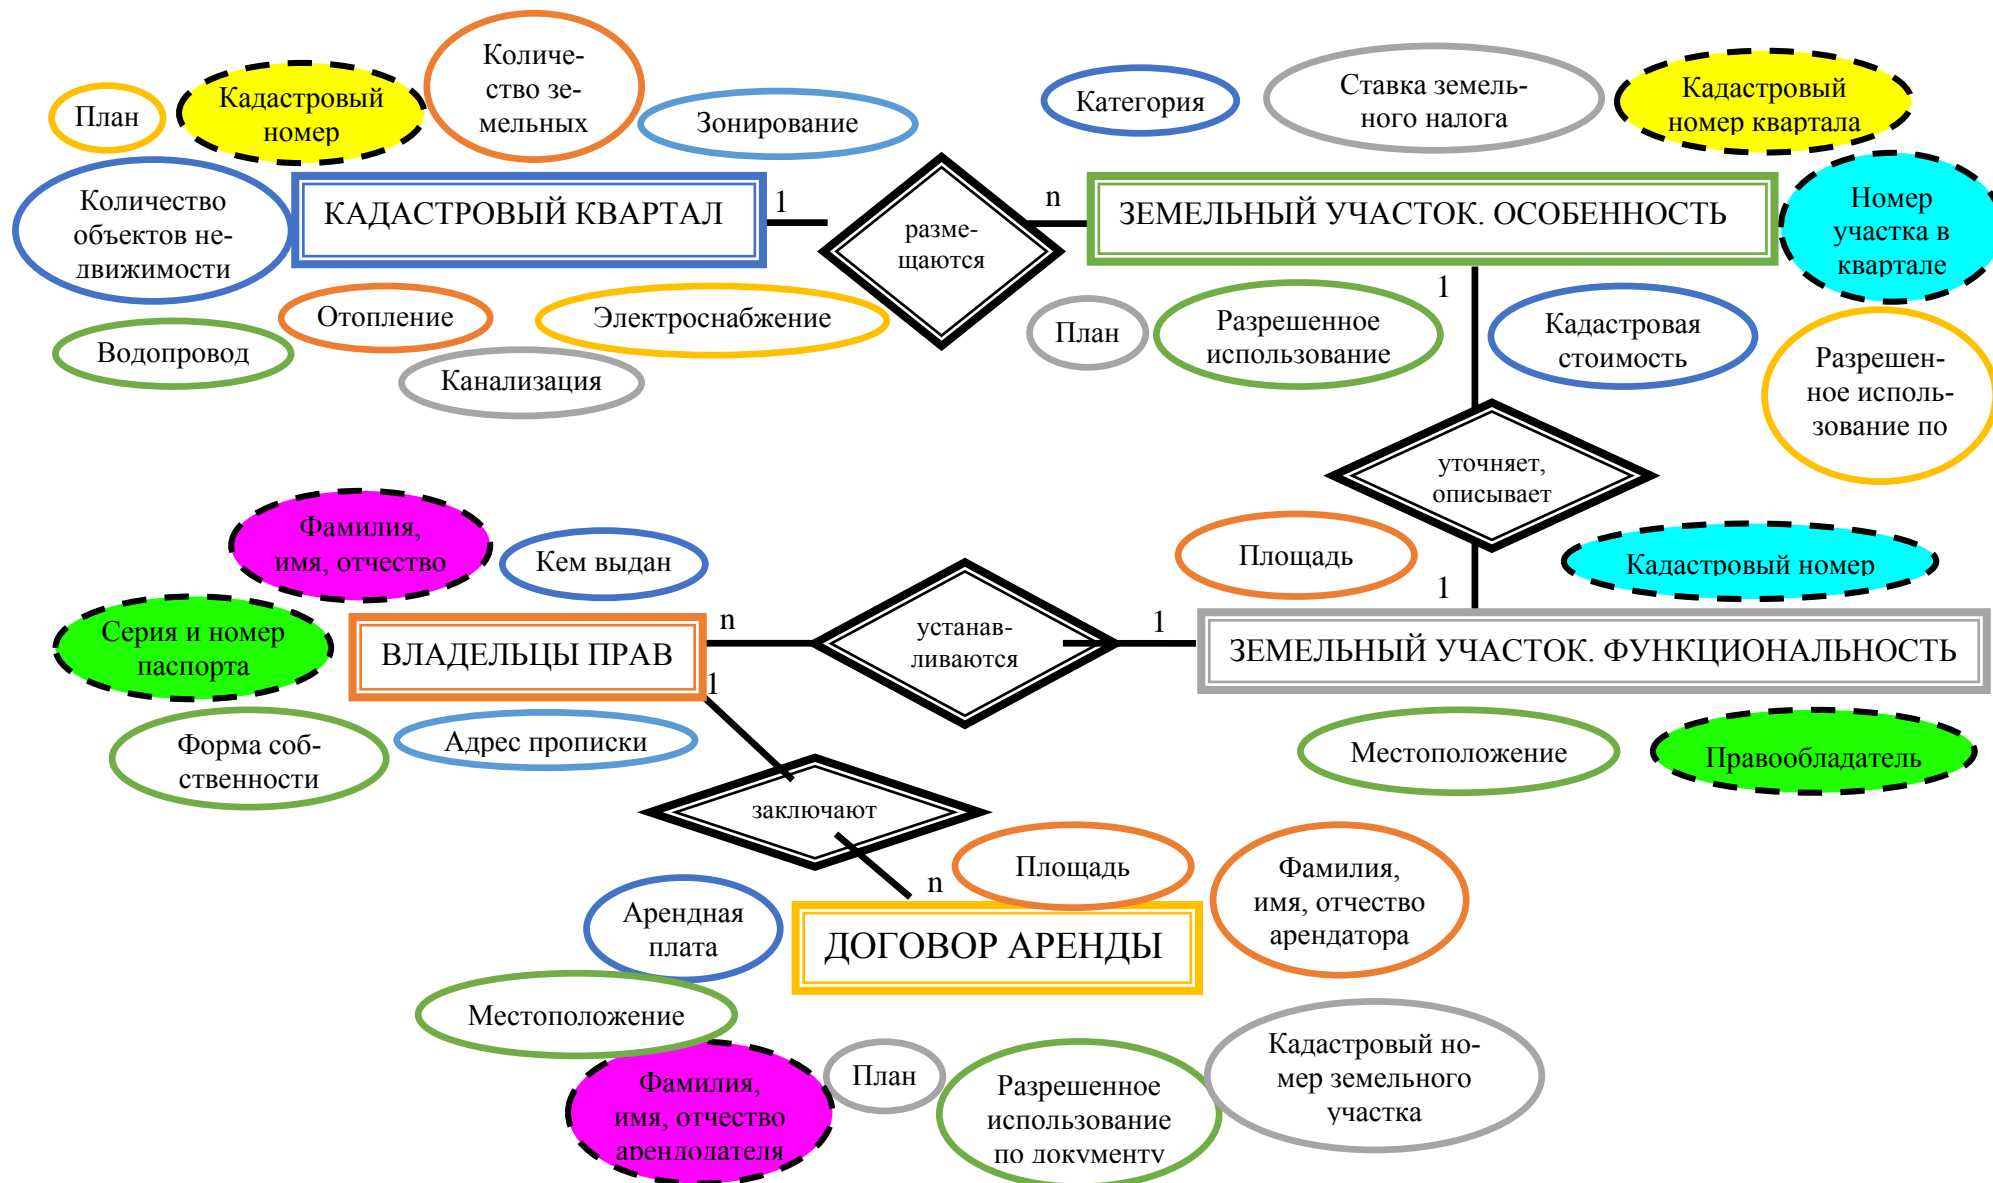 План
Кадастровый
номер
Количе-
ство зе-
мельных
Зонирование
Категория
Ставка земель-
ного налога
Кадастровый
номер квартала
Количество
объектов не-
движимости
КАДАСТРОВЫЙ КВАРТАЛ
1
разме-
щаются
n
ЗЕМЕЛЬНЫЙ УЧАСТОК. ОСОБЕННОСТЬ
Номер
участка в
квартале
Водопровод
Отопление
Канализация
Электроснабжение
План
Разрешенное
использование
1
Кадастровая
стоимость
Разрешен-
ное исполь-
зование по
уточняет,
описывает
Фамилия,
имя, отчество
Кем выдан
Площадь
1
Кадастровый номер
Серия и номер
паспорта
ВЛАДЕЛЬЦЫ ПРАВ
n
устанав-
ливаются
1
ЗЕМЕЛЬНЫЙ УЧАСТОК. ФУНКЦИОНАЛЬНОСТЬ
1
Форма соб-
ственности
Адрес прописки
Местоположение
Правообладатель
заключают
n
Площадь
Фамилия,
имя, отчество
арендатора
Арендная
плата
ДОГОВОР АРЕНДЫ
Местоположение
Фамилия,
имя, отчество
арендодателя
План
Разрешенное
использование
по документу
Кадастровый но-
мер земельного
участка